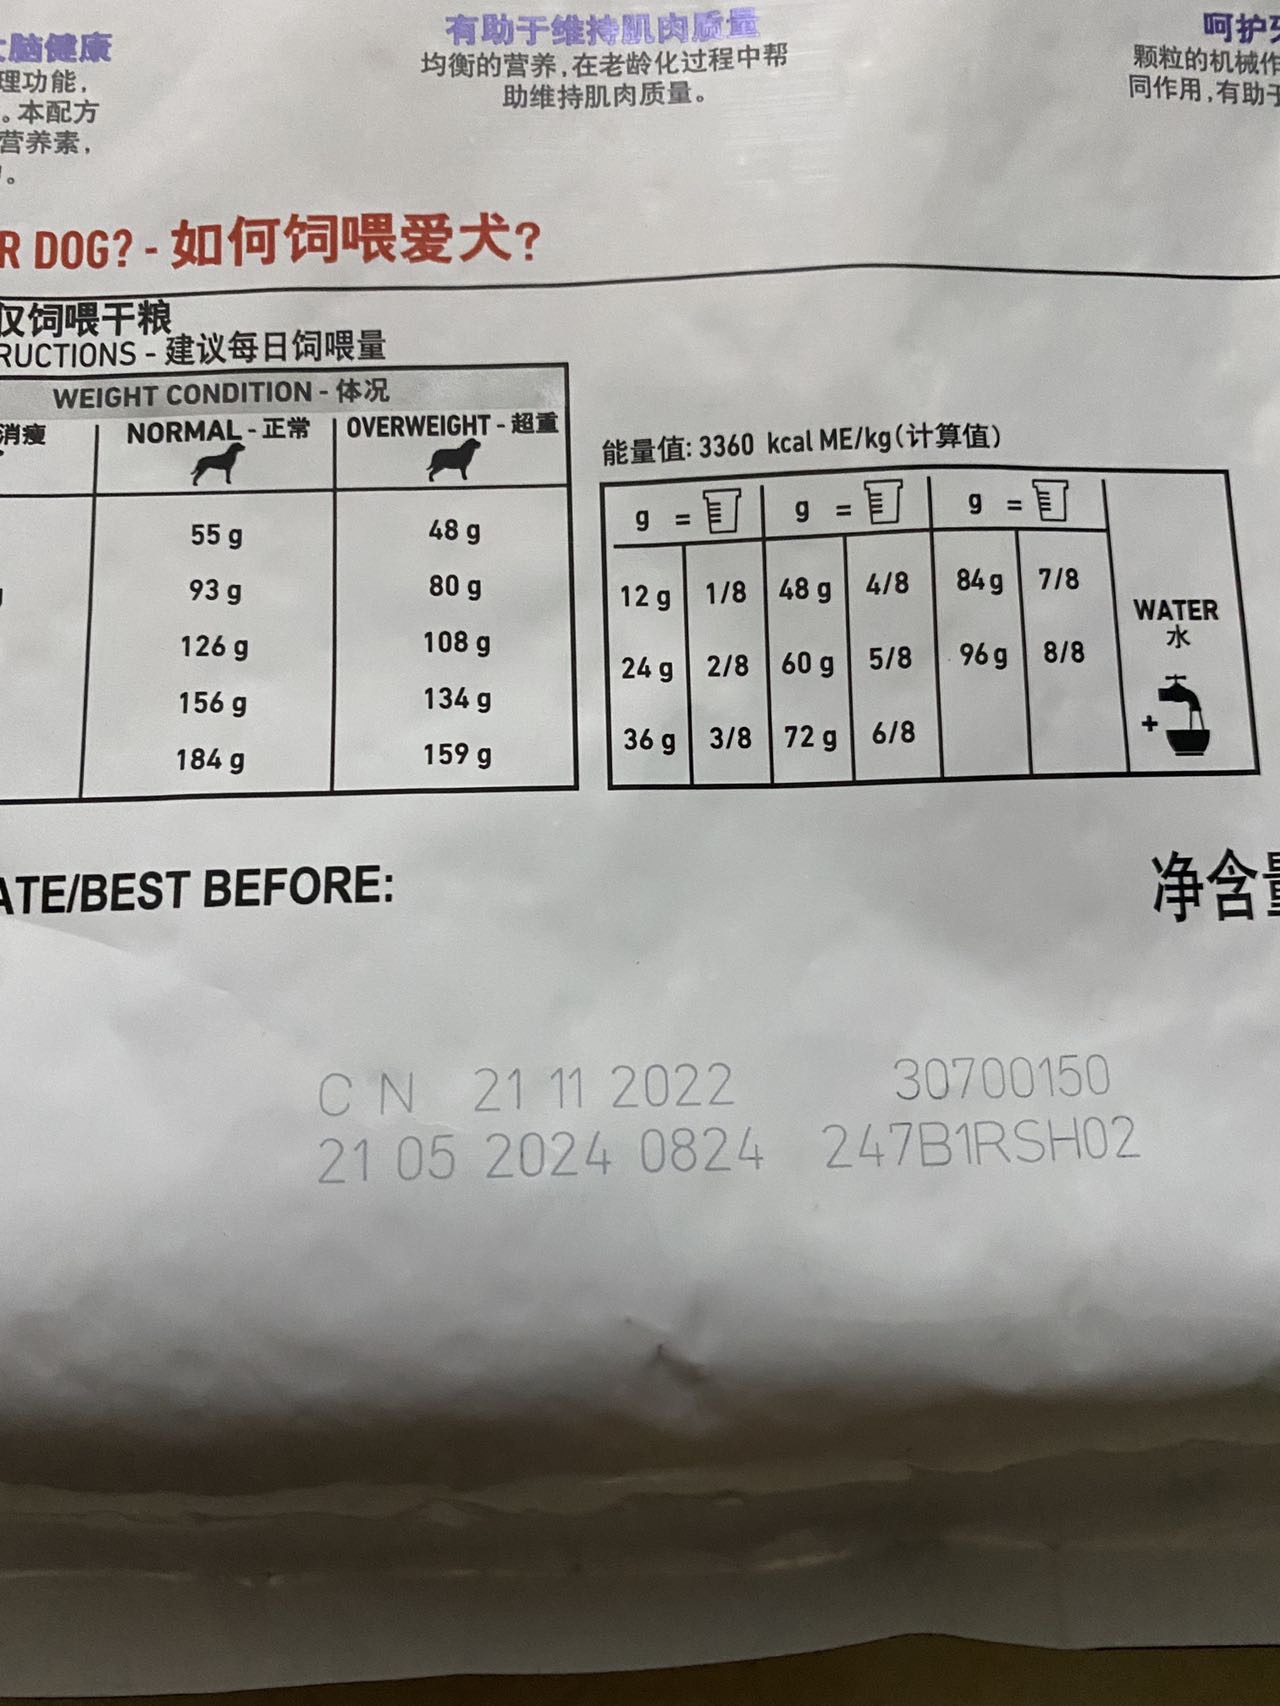 脑健康
理功能,
。本配方
营养素,
。
有助于维持肌肉质量
均衡的营养,在老龄化过程中帮
助维持肌肉质量。
呵护
颗粒的机械作
同作用,有助于
R DOG? - 如何饲喂爱犬?
仅饲喂干粮
RUCTIONS - 建议每日饲喂量
WEIGHT CONDITION - 体况
消瘦 NORMAL - 正常 OVERWEIGHT - 超重
55 g 48 g
93 g 80 g
126 g 108 g
156 g 134 g
184 g 159 g
能量值: 3360 kcal ME/kg(计算值)
g = g = g =
12 g 1/8 48 g 4/8 84 g 7/8
24 g 2/8 60 g 5/8 96 g 8/8
36 g 3/8 72 g 6/8
WATER
水
+
ATE/BEST BEFORE:
净含量
CN 21 11 2022 30700150
21 05 2024 0824 247B1RSH02